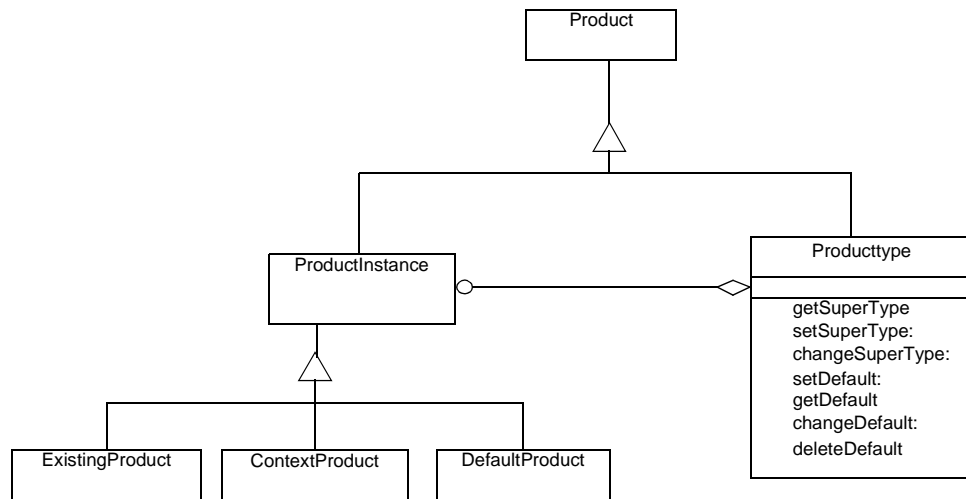 Product
ProductInstance
Producttype
getSuperType
setSuperType:
changeSuperType:
setDefault:
getDefault
changeDefault:
deleteDefault
ExistingProduct
ContextProduct
DefaultProduct